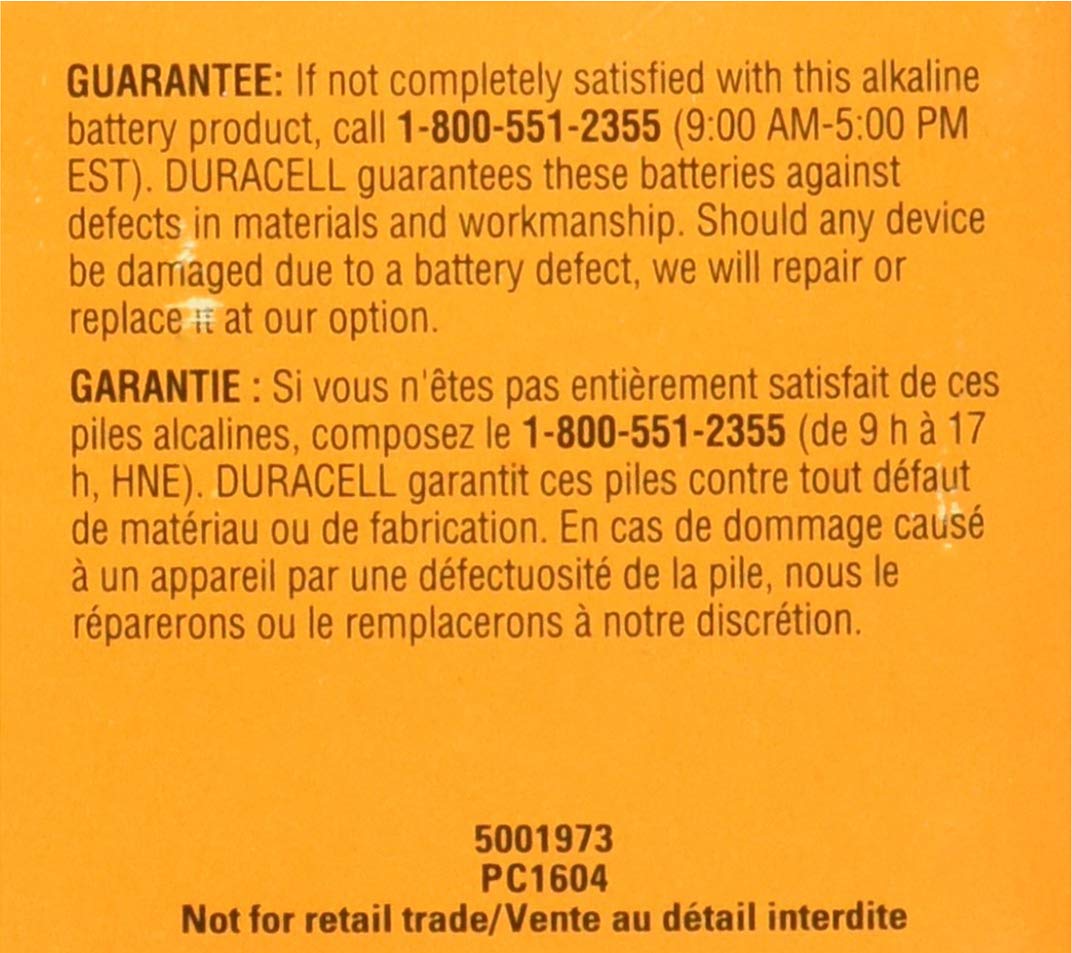 GUARANTEE: If not completely satisfied with this alkaline
battery product, call 1-800-551-2355 (9:00 AM-5:00 PM
EST). DURACELL guarantees these batteries against
defects in materials and workmanship. Should any device
be damaged due to a battery defect, we will repair or
replace it at our option.
GARANTIE : Si vous n'êtes pas entièrement satisfait de ces
piles alcalines, composez le 1-800-551-2355 (de 9 h à 17
h, HNE). DURACELL garantit ces piles contre tout défaut
de matériau ou de fabrication. En cas de dommage causé
à un appareil par une défectuosité de la pile, nous le
réparerons ou le remplacerons à notre discrétion.
5001973
PC1604
Not for retail trade/Vente au détail interdite